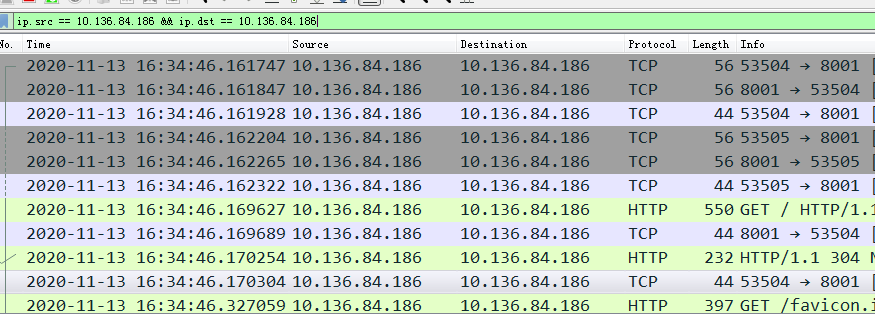 ip.src == 10.136.84.186 && ip.dst == 10.136.84.186
No. Time Source Destination Protocol Length Info
2020-11-13 16:34:46.161747 10.136.84.186 10.136.84.186 TCP 56 53504 → 8001 [
2020-11-13 16:34:46.161847 10.136.84.186 10.136.84.186 TCP 56 8001 → 53504 [
2020-11-13 16:34:46.161928 10.136.84.186 10.136.84.186 TCP 44 53504 → 8001 [
2020-11-13 16:34:46.162204 10.136.84.186 10.136.84.186 TCP 56 53505 → 8001 [
2020-11-13 16:34:46.162265 10.136.84.186 10.136.84.186 TCP 56 8001 → 53505 [
2020-11-13 16:34:46.162322 10.136.84.186 10.136.84.186 TCP 44 53505 → 8001 [
2020-11-13 16:34:46.169627 10.136.84.186 10.136.84.186 HTTP 550 GET / HTTP/1.1
2020-11-13 16:34:46.169689 10.136.84.186 10.136.84.186 TCP 44 8001 → 53504 [
2020-11-13 16:34:46.170254 10.136.84.186 10.136.84.186 HTTP 232 HTTP/1.1 304 N
2020-11-13 16:34:46.170304 10.136.84.186 10.136.84.186 TCP 44 53504 → 8001 [
2020-11-13 16:34:46.327059 10.136.84.186 10.136.84.186 HTTP 397 GET /favicon.i